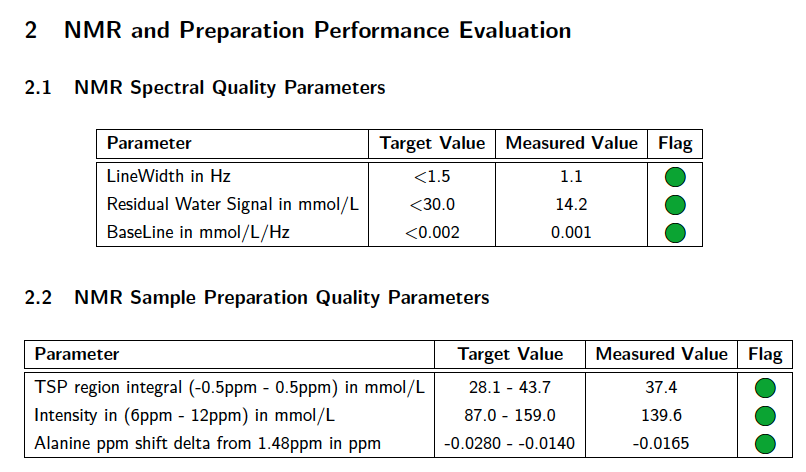 2 NMR and Preparation Performance Evaluation
2.1 NMR Spectral Quality Parameters
Parameter Target Value Measured Value Flag
LineWidth in Hz <1.5 1.1
Residual Water Signal in mmol/L <30.0 14.2
BaseLine in mmol/L/Hz <0.002 0.001
2.2 NMR Sample Preparation Quality Parameters
Parameter Target Value Measured Value Flag
TSP region integral (-0.5ppm - 0.5ppm) in mmol/L 28.1 - 43.7 37.4
Intensity in (6ppm - 12ppm) in mmol/L 87.0 - 159.0 139.6
Alanine ppm shift delta from 1.48ppm in ppm -0.0280 - -0.0140 -0.0165